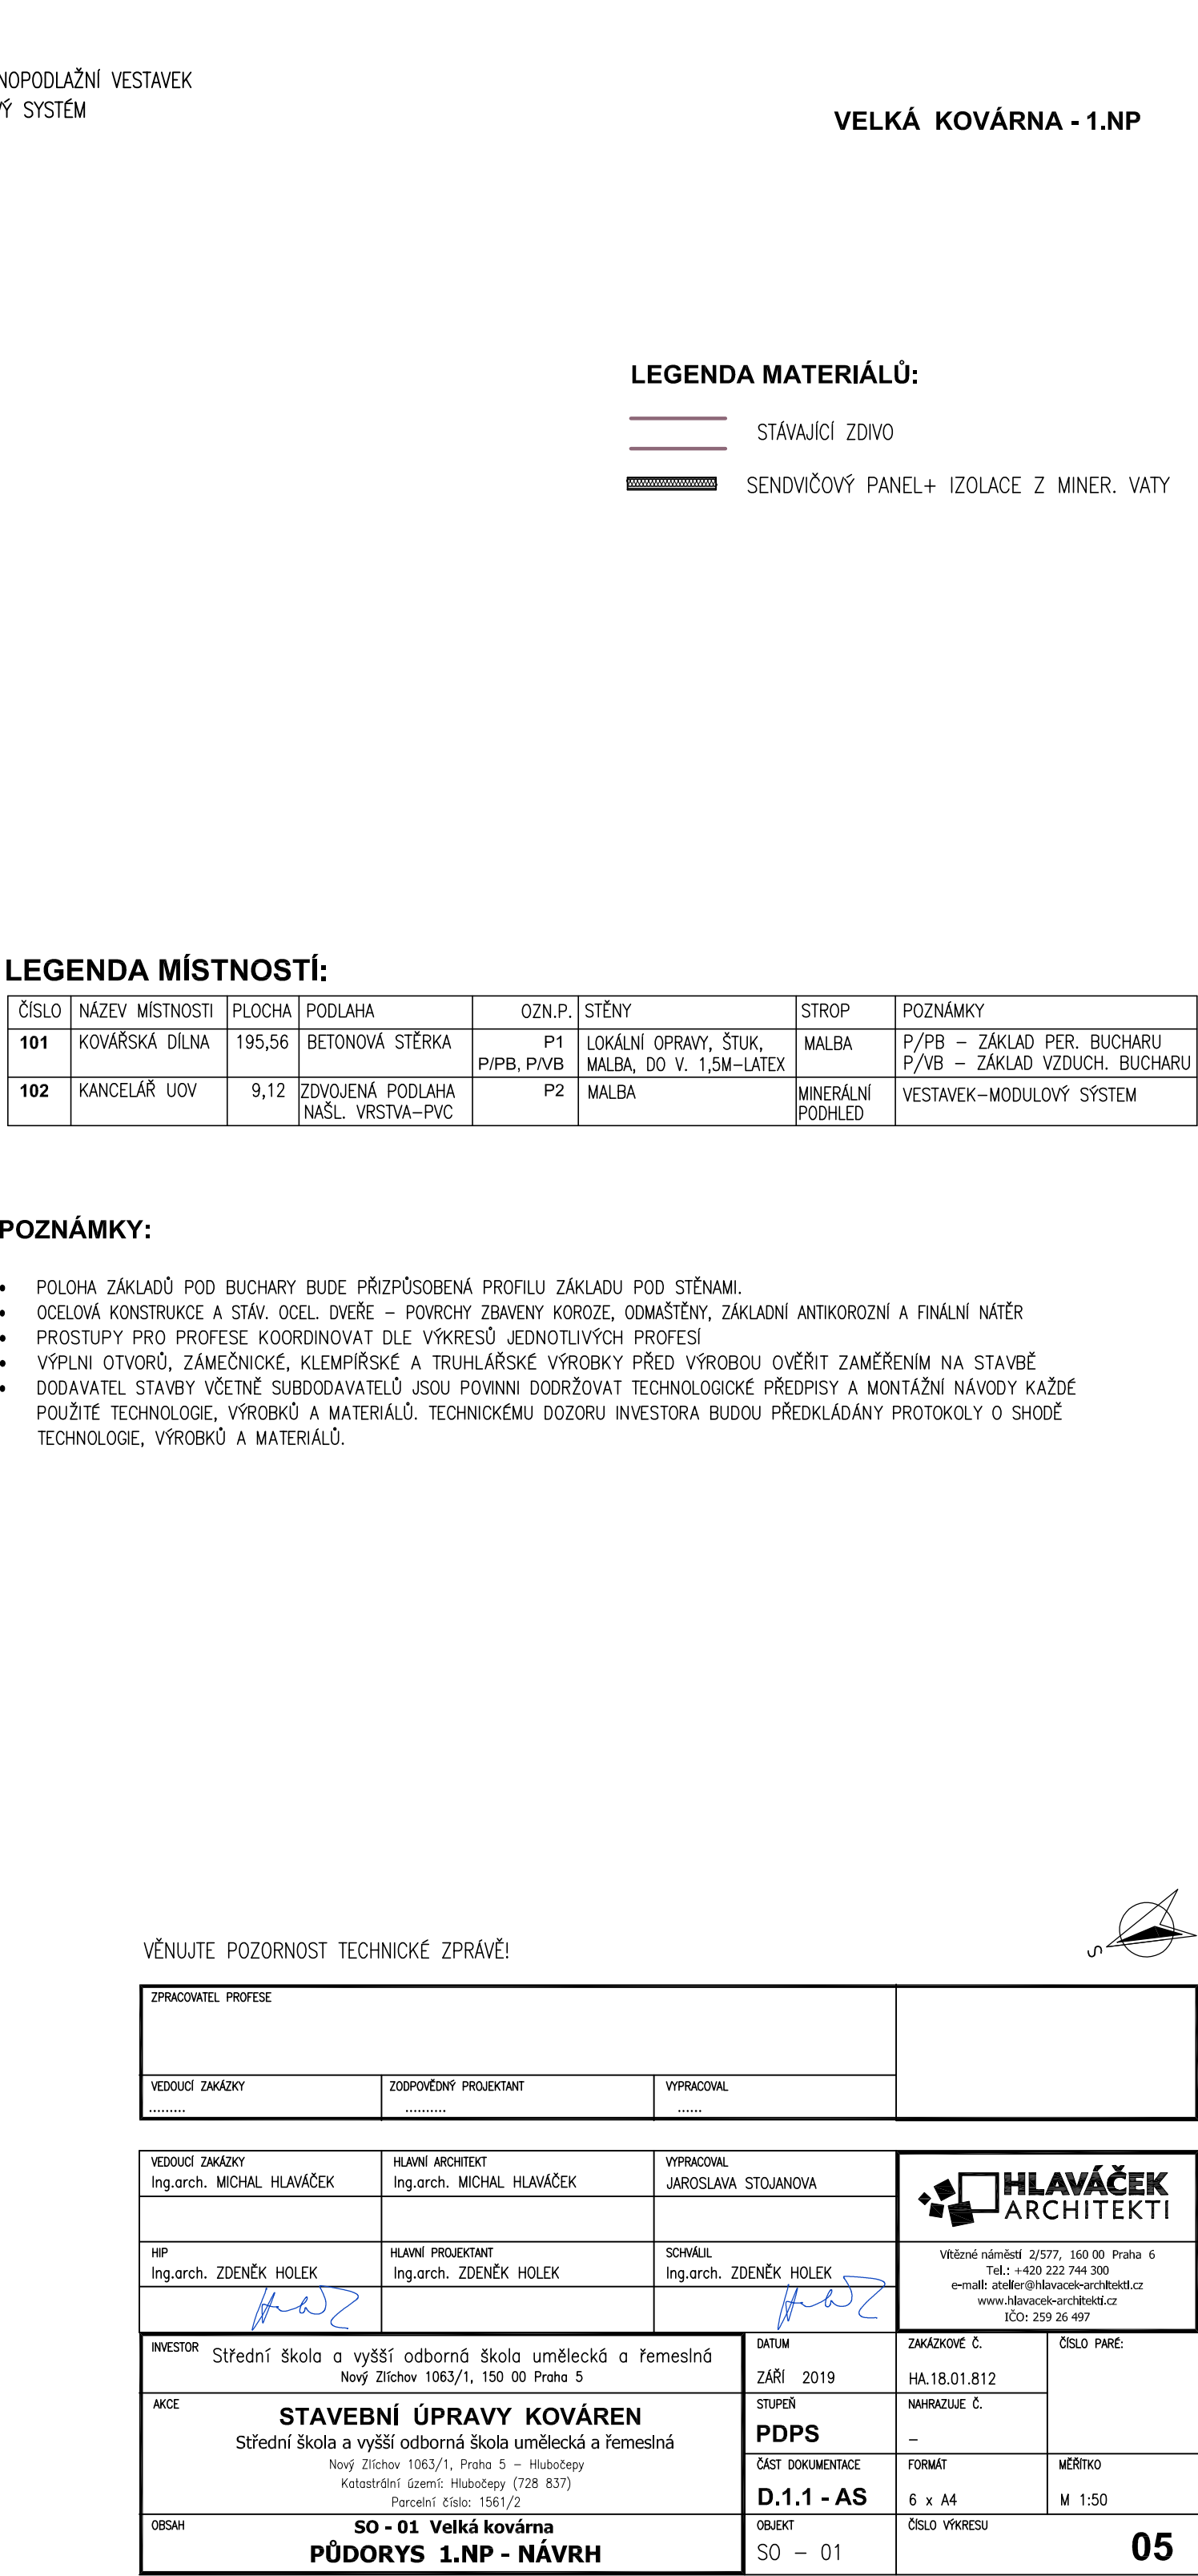 NOPODLAŽNÍ VESTAVEK
Ý SYSTÉM
VELKÁ KOVÁRNA - 1.NP
LEGENDA MATERIÁLŮ:
STÁVAJÍCÍ ZDIVO
SENDVIČOVÝ PANEL+ IZOLACE Z MINER. VATY
LEGENDA MÍSTNOSTÍ:
ČÍSLO NÁZEV MÍSTNOSTI PLOCHA PODLAHA OZN.P. STĚNY STROP POZNÁMKY
101 KOVÁŘSKÁ DÍLNA 195,56 BETONOVÁ STĚRKA P1 LOKÁLNÍ OPRAVY, ŠTUK, MALBA P/PB – ZÁKLAD PER. BUCHARU
P/PB, P/VB MALBA, DO V. 1,5M–LATEX P/VB – ZÁKLAD VZDUCH. BUCHARU
102 KANCELÁŘ UOV 9,12 ZDVOJENÁ PODLAHA P2 MALBA MINERÁLNÍ VESTAVEK–MODULOVÝ SÝSTEM
NAŠL. VRSTVA–PVC PODHLED
POZNÁMKY:
• POLOHA ZÁKLADŮ POD BUCHARY BUDE PŘIZPŮSOBENÁ PROFILU ZÁKLADU POD STĚNAMI.
• OCELOVÁ KONSTRUKCE A STÁV. OCEL. DVEŘE – POVRCHY ZBAVENY KOROZE, ODMAŠTĚNY, ZÁKLADNÍ ANTIKOROZNÍ A FINÁLNÍ NÁTĚR
• PROSTUPY PRO PROFESE KOORDINOVAT DLE VÝKRESŮ JEDNOTLIVÝCH PROFESÍ
• VÝPLNI OTVORŮ, ZÁMEČNICKÉ, KLEMPÍŘSKÉ A TRUHLÁŘSKÉ VÝROBKY PŘED VÝROBOU OVĚŘIT ZAMĚŘENÍM NA STAVBĚ
• DODAVATEL STAVBY VČETNĚ SUBDODAVATELŮ JSOU POVINNI DODRŽOVAT TECHNOLOGICKÉ PŘEDPISY A MONTÁŽNÍ NÁVODY KAŽDÉ
POUŽITÉ TECHNOLOGIE, VÝROBKŮ A MATERIÁLŮ. TECHNICKÉMU DOZORU INVESTORA BUDOU PŘEDKLÁDÁNY PROTOKOLY O SHODĚ
TECHNOLOGIE, VÝROBKŮ A MATERIÁLŮ.
VĚNUJTE POZORNOST TECHNICKÉ ZPRÁVĚ!
S
ZPRACOVATEL PROFESE
VEDOUCÍ ZAKÁZKY ZODPOVĚDNÝ PROJEKTANT VYPRACOVAL
......... .......... ......
VEDOUCÍ ZAKÁZKY HLAVNÍ ARCHITEKT VYPRACOVAL
Ing.arch. MICHAL HLAVÁČEK Ing.arch. MICHAL HLAVÁČEK JAROSLAVA STOJANOVA
HLAVÁČEK
ARCHITEKTI
HIP HLAVNÍ PROJEKTANT SCHVÁLIL
Ing.arch. ZDENĚK HOLEK Ing.arch. ZDENĚK HOLEK Ing.arch. ZDENĚK HOLEK
Vítězné náměstí 2/577, 160 00 Praha 6
Tel.: +420 222 744 300
e-mail: atelier@hlavacek-architekti.cz
www.hlavacek-architekti.cz
IČO: 259 26 497
INVESTOR Střední škola a vyšší odborná škola umělecká a řemeslná
Nový Zlíchov 1063/1, 150 00 Praha 5
DATUM ZAKÁZKOVÉ Č. ČÍSLO PARÉ:
ZÁŘÍ 2019 HA.18.01.812
AKCE STAVEBNÍ ÚPRAVY KOVÁREN
Střední škola a vyšší odborná škola umělecká a řemeslná
Nový Zlíchov 1063/1, Praha 5 – Hlubočepy
Katastrální území: Hlubočepy (728 837)
Parcelní číslo: 1561/2
STUPEŇ NAHRAZUJE Č.
PDPS –
ČÁST DOKUMENTACE FORMÁT MĚŘÍTKO
D.1.1 - AS 6 x A4 M 1:50
OBSAH SO - 01 Velká kovárna
PŮDORYS 1.NP - NÁVRH
OBJEKT ČÍSLO VÝKRESU
SO – 01 05